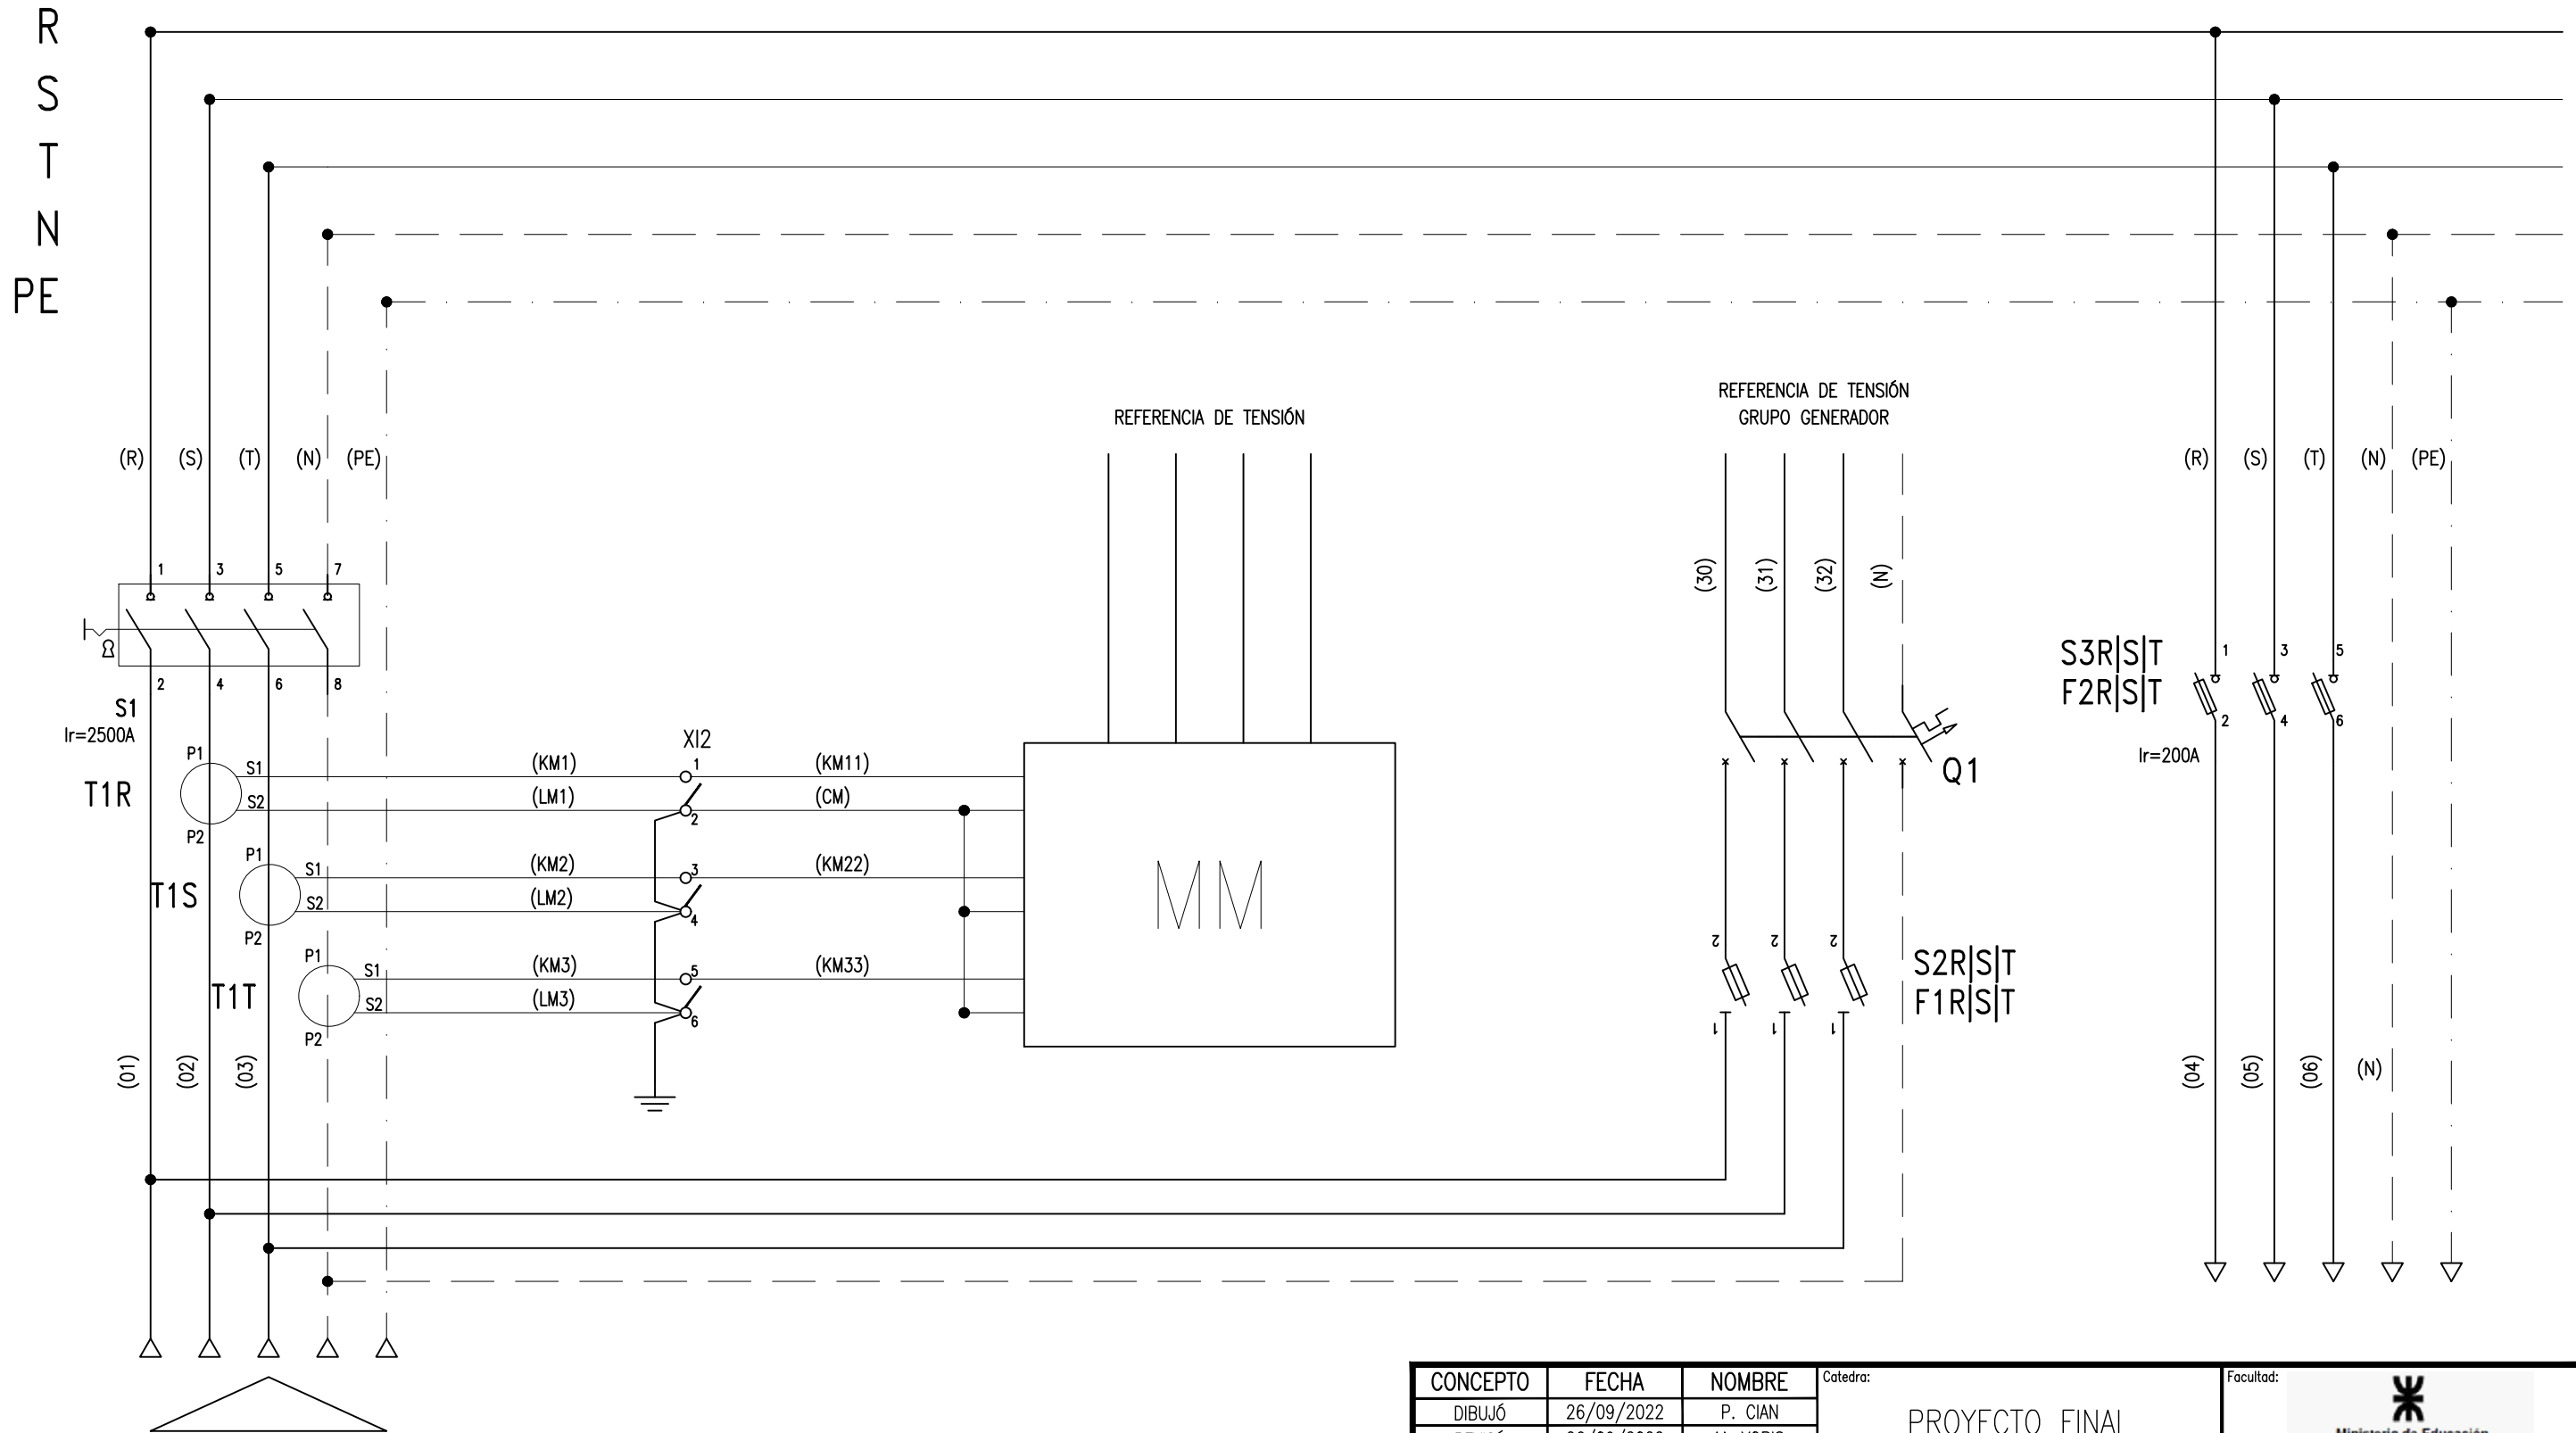 R
S
T
N
PE
REFERENCIA DE TENSIÓN
GRUPO GENERADOR
REFERENCIA DE TENSIÓN
(R) (S) (T) (N) (PE)
(R) (S) (T) (N) (PE)
(30) (31) (32) (N)
1 3 5 7
2 4 6 8
S1
Ir=2500A
S3R|S|T
F2R|S|T
1 3 5
2 4 6
Ir=200A
Q1
XI2
T1R
P1
S1
S2
P2
(KM1) 1 (KM11)
(LM1) 2 (CM)
T1S
P1
S1
S2
P2
(KM2) 3 (KM22)
(LM2) 4
T1T
P1
S1
S2
P2
(KM3) 5 (KM33)
(LM3) 6
MM
2 2 2
S2R|S|T
F1R|S|T
1 1 1
(01) (02) (03)
(04) (05) (06) (N)
CONCEPTO FECHA NOMBRE
DIBUJÓ 26/09/2022 P. CIAN
Catedra:
PROYECTO FINAL
Facultad:
Ministerio de Educación